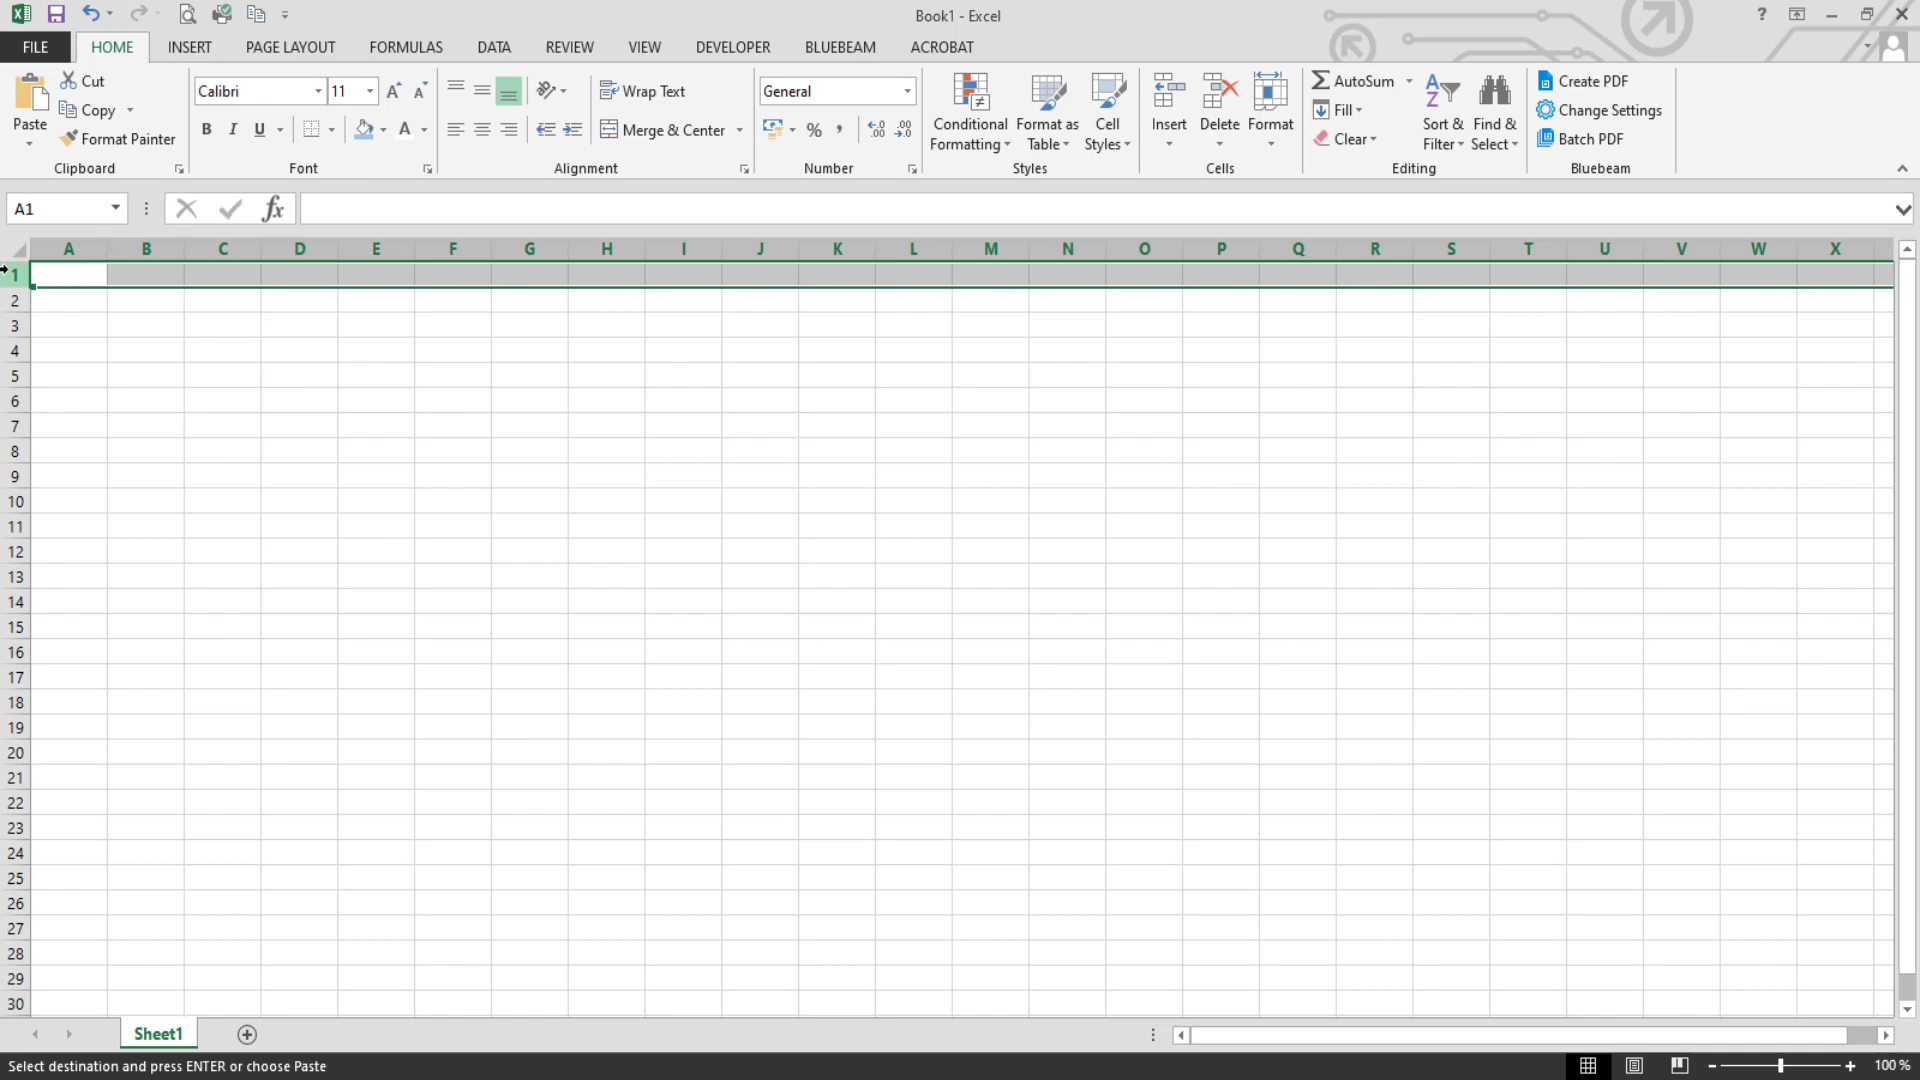 Book1 - Excel
?
FILE HOME INSERT PAGE LAYOUT FORMULAS DATA REVIEW VIEW DEVELOPER BLUEBEAM ACROBAT
Paste
Cut
Copy
Format Painter
Clipboard
Calibri 11
B I U A
Font
Wrap Text
Merge & Center
Alignment
General
%
Number
Conditional Formatting
Format as Table
Cell Styles
Styles
Insert
Delete
Format
Cells
AutoSum
Fill
Clear
Sort & Filter
Find & Select
Editing
Create PDF
Change Settings
Batch PDF
Bluebeam
A1
fx
A B C D E F G H I J K L M N O P Q R S T U V W X
1
2
3
4
5
6
7
8
9
10
11
12
13
14
15
16
17
18
19
20
21
22
23
24
25
26
27
28
29
30
Sheet1
Select destination and press ENTER or choose Paste
100%